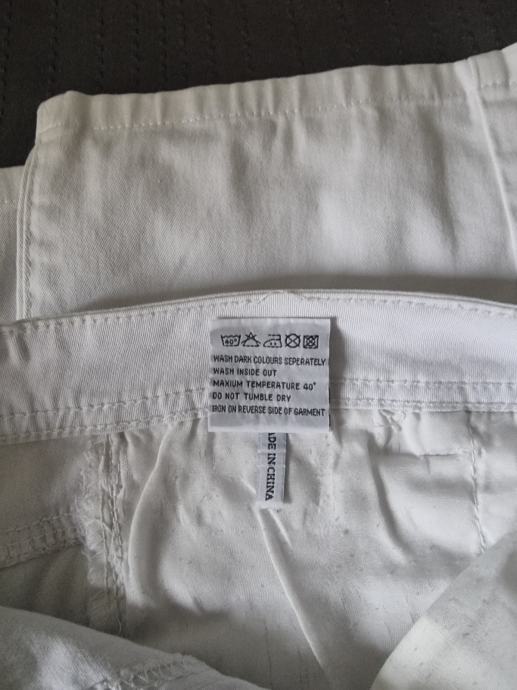 40°
WASH DARK COLOURS SEPERATELY
WASH INSIDE OUT
MAXIUM TEMPERATURE 40°
DO NOT TUMBLE DRY
IRON ON REVERSE SIDE OF GARMENT
IN CHINA